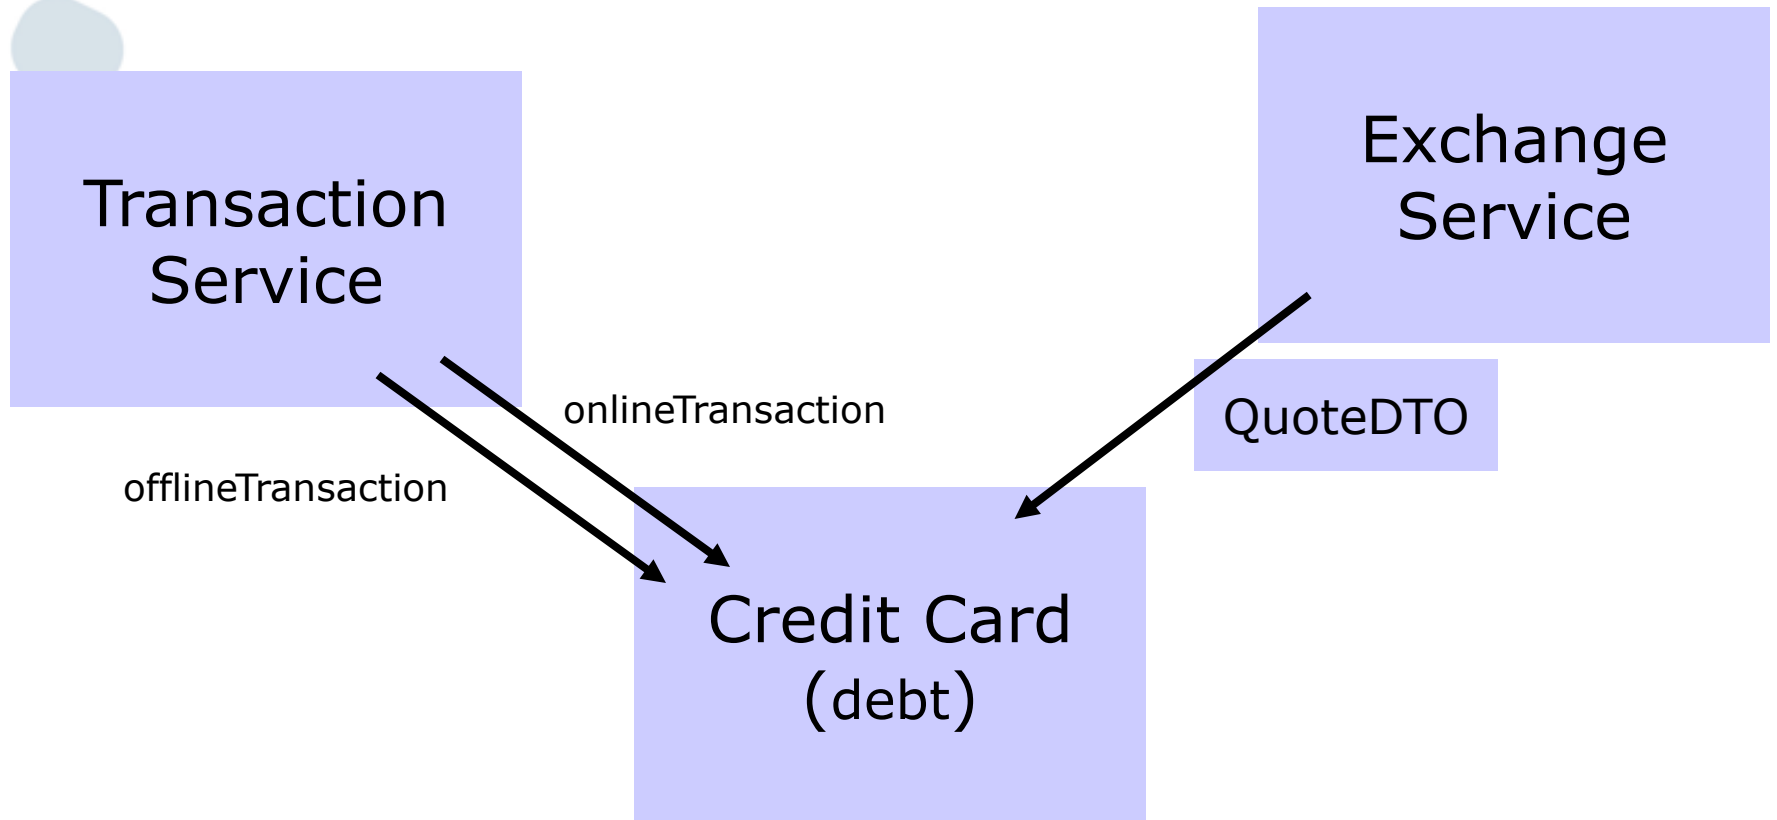 Transaction
Service
Exchange
Service
onlineTransaction
QuoteDTO
offlineTransaction
Credit Card
(debt)